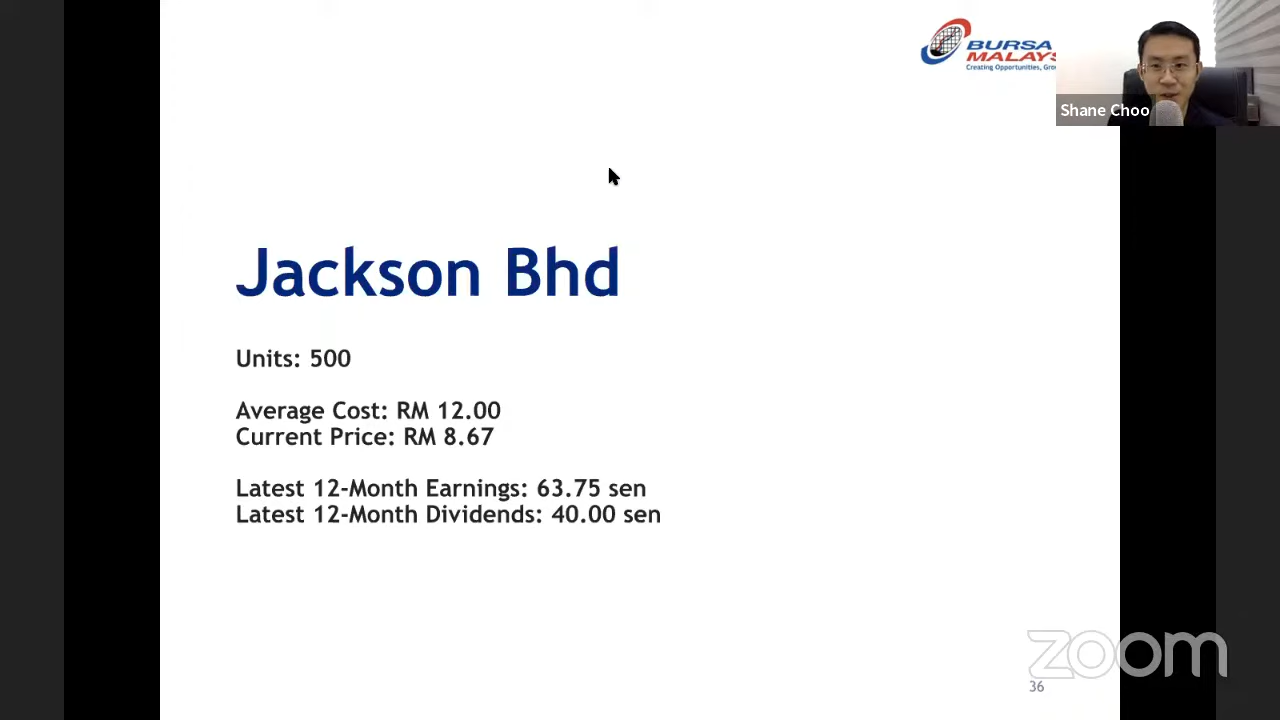 BURSA
MALAYS
Creating Opportunities, Gro
Shane Choo
Jackson Bhd
Units: 500
Average Cost: RM 12.00
Current Price: RM 8.67
Latest 12-Month Earnings: 63.75 sen
Latest 12-Month Dividends: 40.00 sen
zoom
36